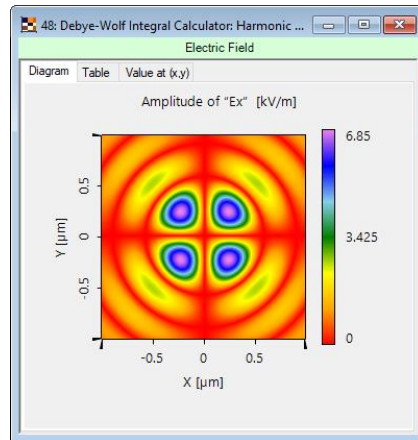 48: Debye-Wolf Integral Calculator: Harmonic ...
Electric Field
Diagram Table Value at (x,y)
Amplitude of "Ex" [kV/m]
6.85
0.5
Y [µm]
0
3.425
-0.5
0
-0.5 0 0.5
X [µm]